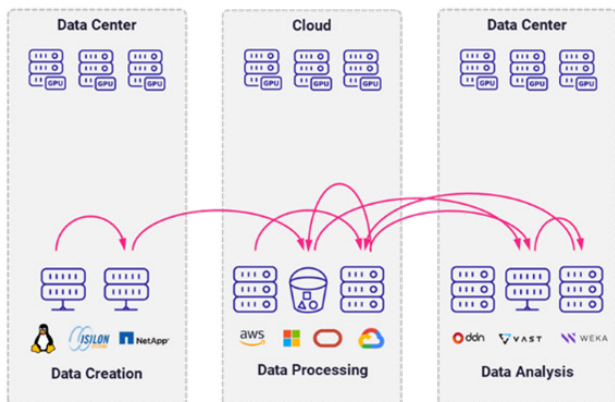 Data Center
Cloud
Data Center
GPU GPU GPU
GPU GPU GPU
GPU GPU GPU
ISILON
NetApp
aws
ddn
VAST
WEKA
Data Creation
Data Processing
Data Analysis